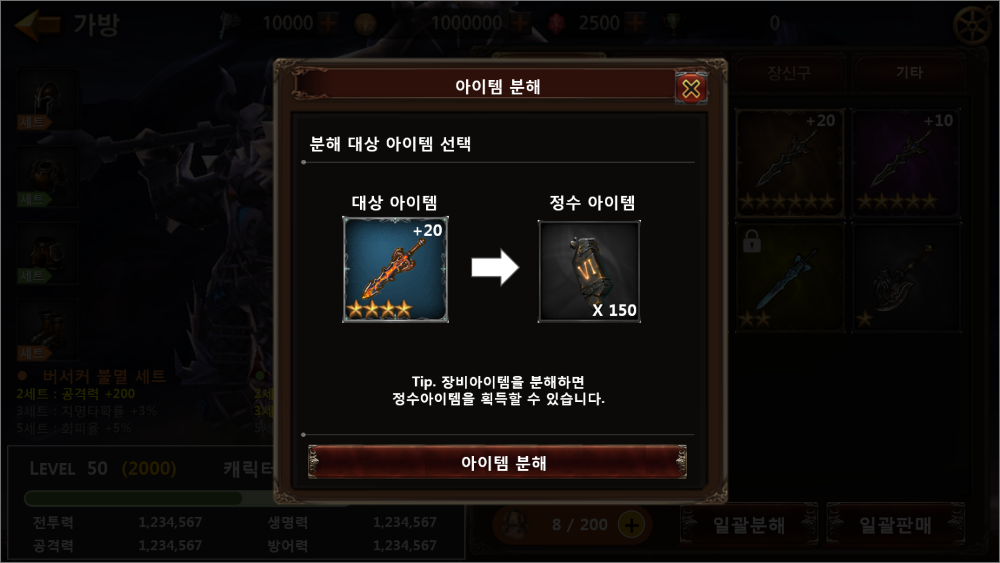 가방
10000
1000000
2500
0
아이템 분해
장신구
기타
세트
세트
세트
세트
분해 대상 아이템 선택
대상 아이템
정수 아이템
+20
VI
X 150
+20
+10
Tip. 장비아이템을 분해하면
정수아이템을 획득할 수 있습니다.
아이템 분해
버서커 불멸 세트
2세트 : 공격력 +200
3세트 : 치명타확률 +3%
5세트 : 회피율 +5%
2세
3세
5세
LEVEL 50 (2000)
캐릭터
전투력 1,234,567 생명력 1,234,567
공격력 1,234,567 방어력 1,234,567
8 / 200
일괄분해
일괄판매